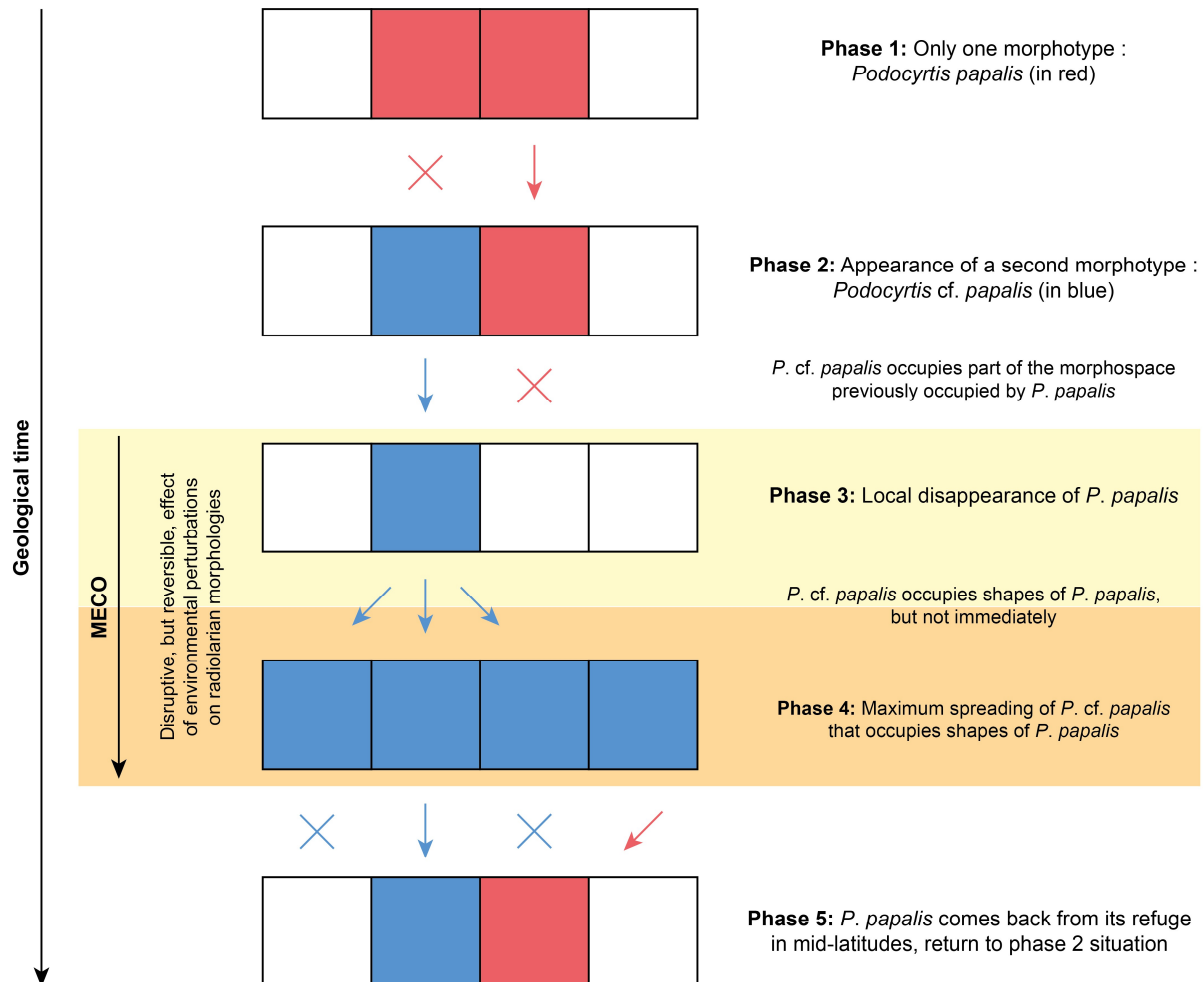 Phase 1: Only one morphotype :
Podocyrtis papalis (in red)
Phase 2: Appearance of a second morphotype :
Podocyrtis cf. papalis (in blue)
P. cf. papalis occupies part of the morphospace
previously occupied by P. papalis
Geological time
MECO
Disruptive, but reversible, effect
of environmental perturbations
on radiolarian morphologies
Phase 3: Local disappearance of P. papalis
P. cf. papalis occupies shapes of P. papalis,
but not immediately
Phase 4: Maximum spreading of P. cf. papalis
that occupies shapes of P. papalis
Phase 5: P. papalis comes back from its refuge
in mid-latitudes, return to phase 2 situation